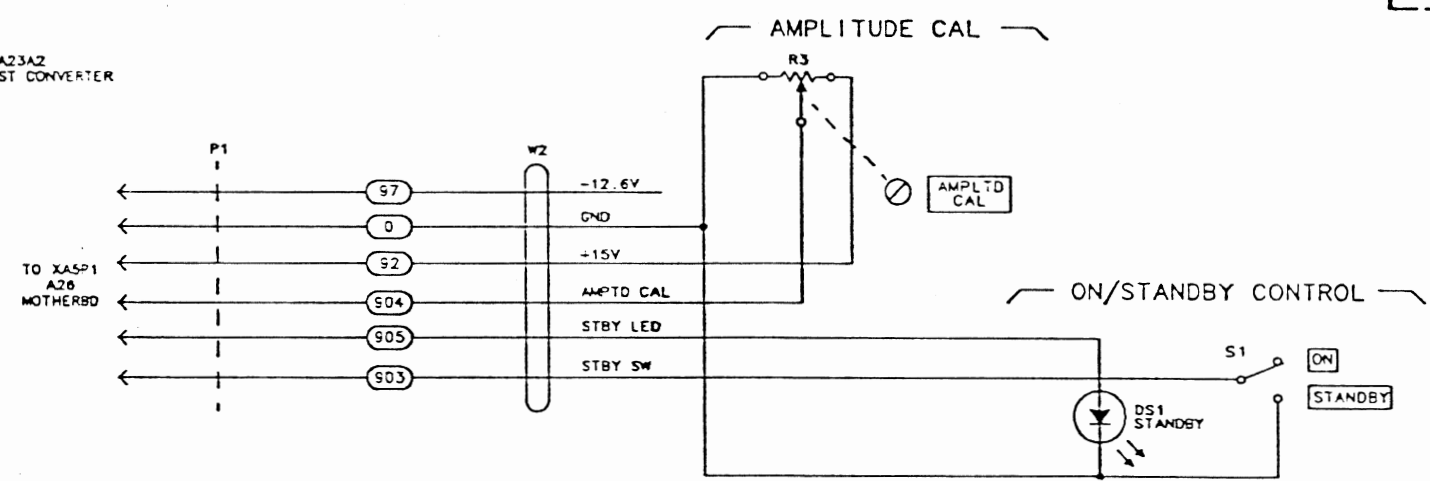 AMPLITUDE CAL
A23A2
ST CONVERTER
R3
P1
W2
97
-12.6V
AMPLTD
CAL
0
GND
92
+15V
TO XA5P1
A26
MOTHERBD
904
AMPTD CAL
ON/STANDBY CONTROL
905
STBY LED
S1
ON
903
STBY SW
STANDBY
DS1
STANDBY